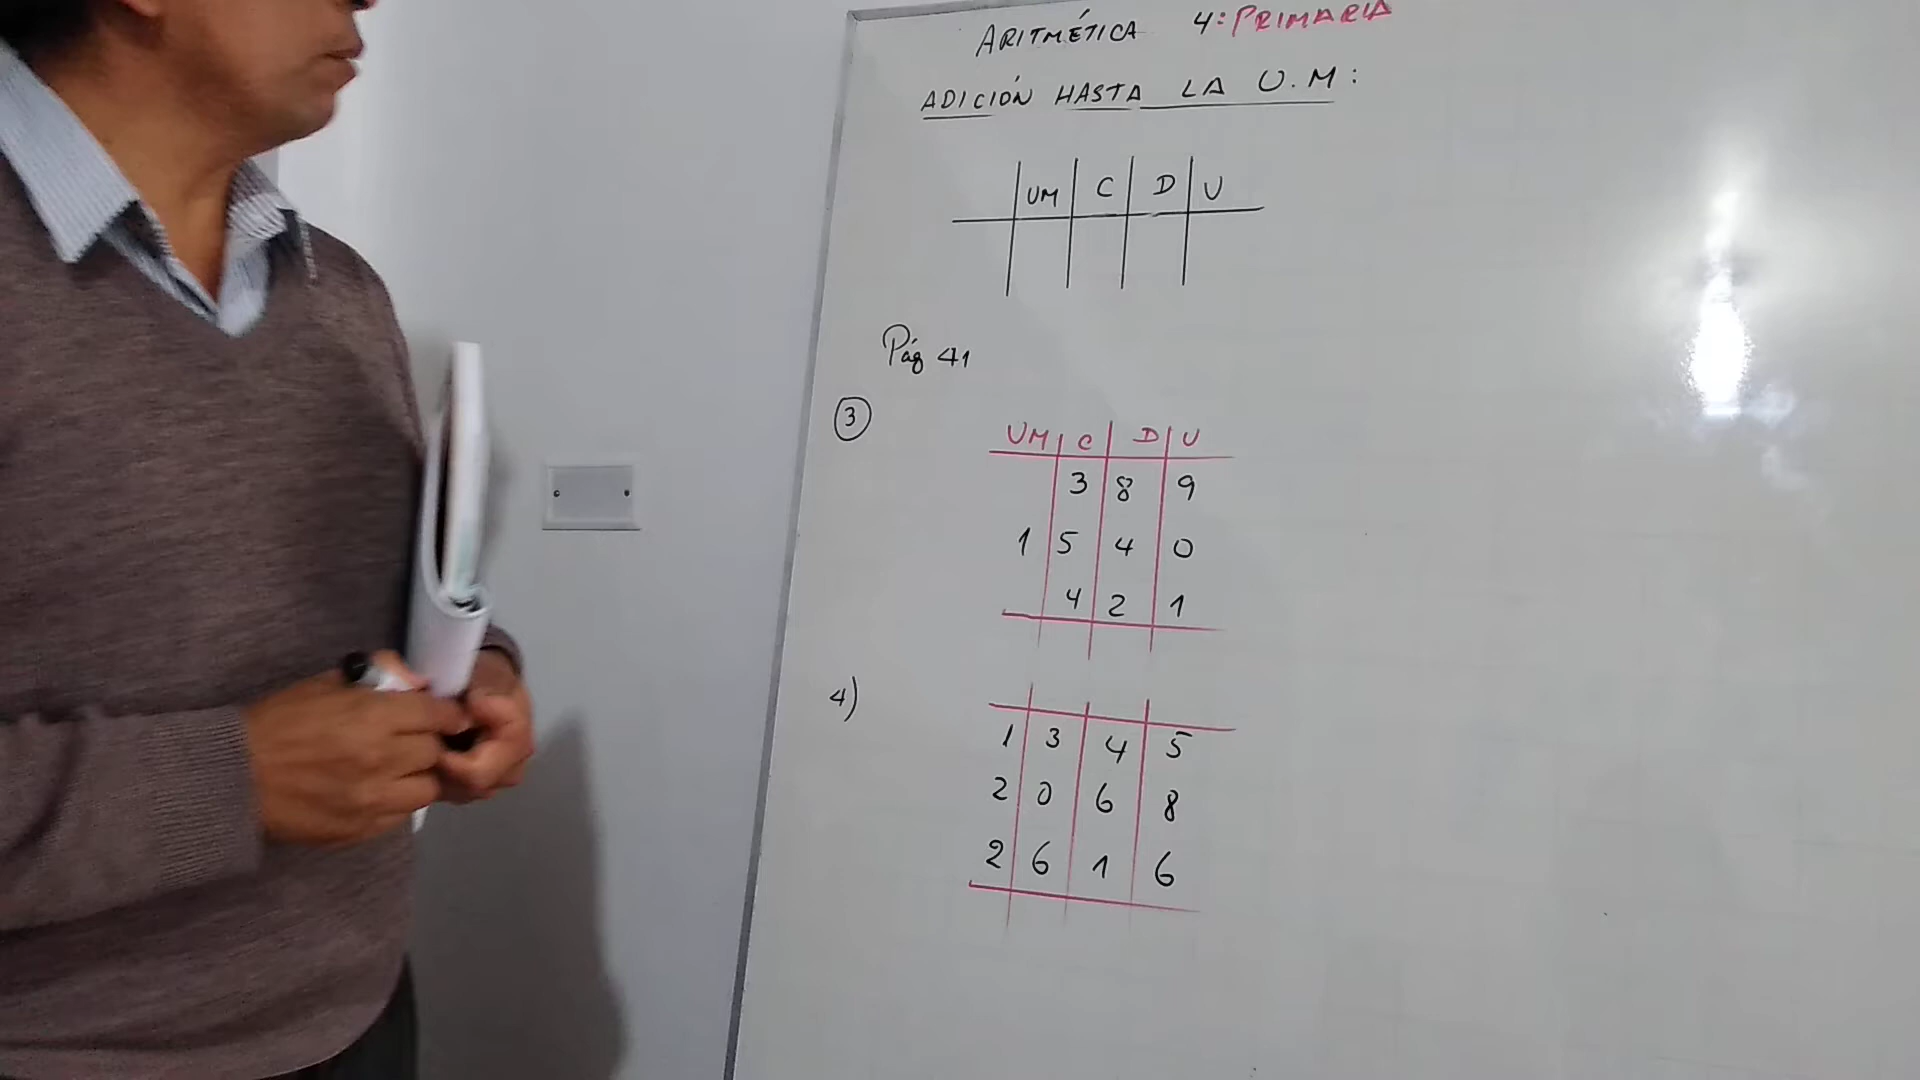 ARITMÉTICA 4: PRIMARIA
ADICIÓN HASTA LA U.M:
UM C D U
Pág 41
3
UM C D U
3 8 9
1 5 4 0
4 2 1
4)
1 3 4 5
2 0 6 8
2 6 1 6